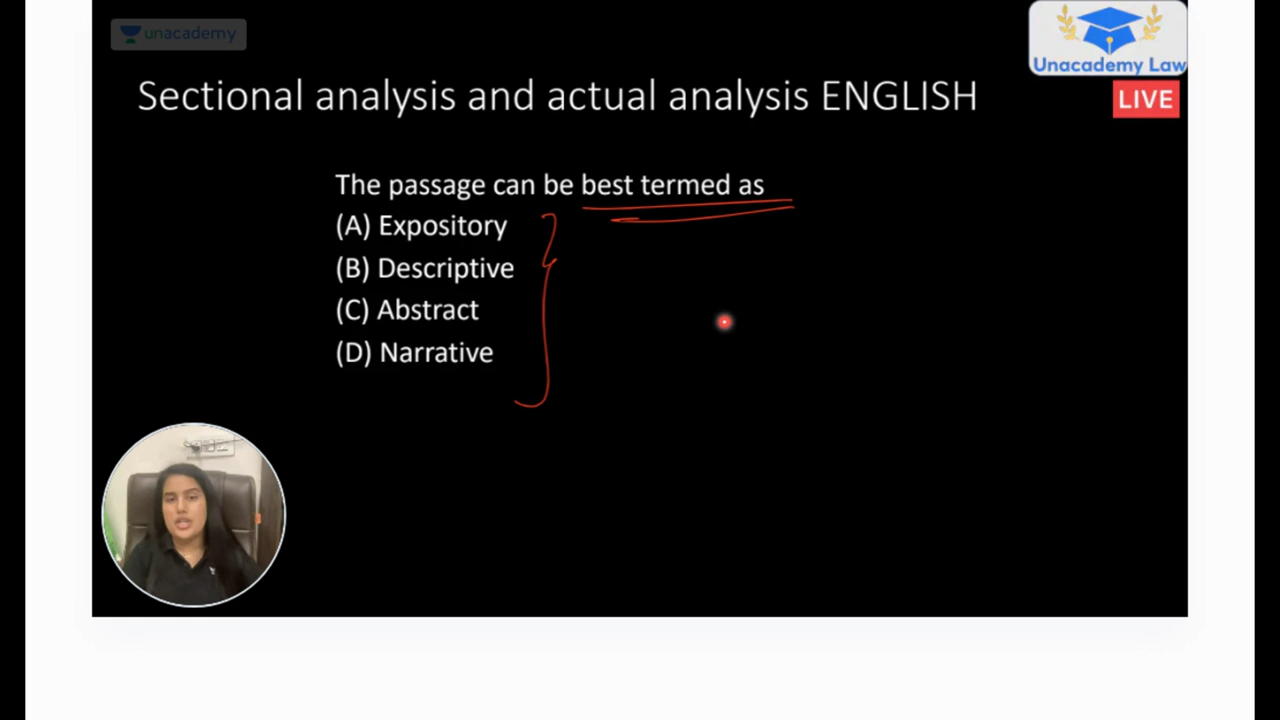 unacademy
Unacademy Law
LIVE
Sectional analysis and actual analysis ENGLISH
The passage can be best termed as
(A) Expository
(B) Descriptive
(C) Abstract
(D) Narrative